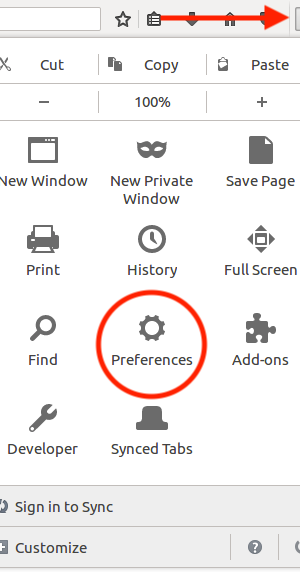 Cut Copy Paste
− 100% +
New Window New Private Window Save Page
Print History Full Screen
Find Preferences Add-ons
Developer Synced Tabs
Sign in to Sync
Customize ?